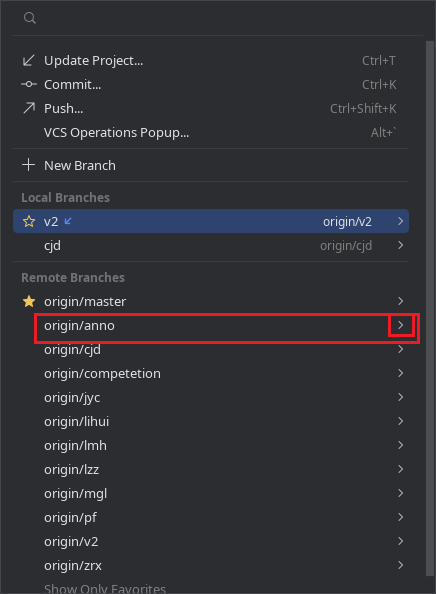 Update Project... Ctrl+T
Commit... Ctrl+K
Push... Ctrl+Shift+K
VCS Operations Popup... Alt+`
New Branch
Local Branches
v2 origin/v2
cjd origin/cjd
Remote Branches
origin/master
origin/anno
origin/cjd
origin/competetion
origin/jyc
origin/lihui
origin/lmh
origin/lzz
origin/mgl
origin/pf
origin/v2
origin/zrx
Show Only Favorites